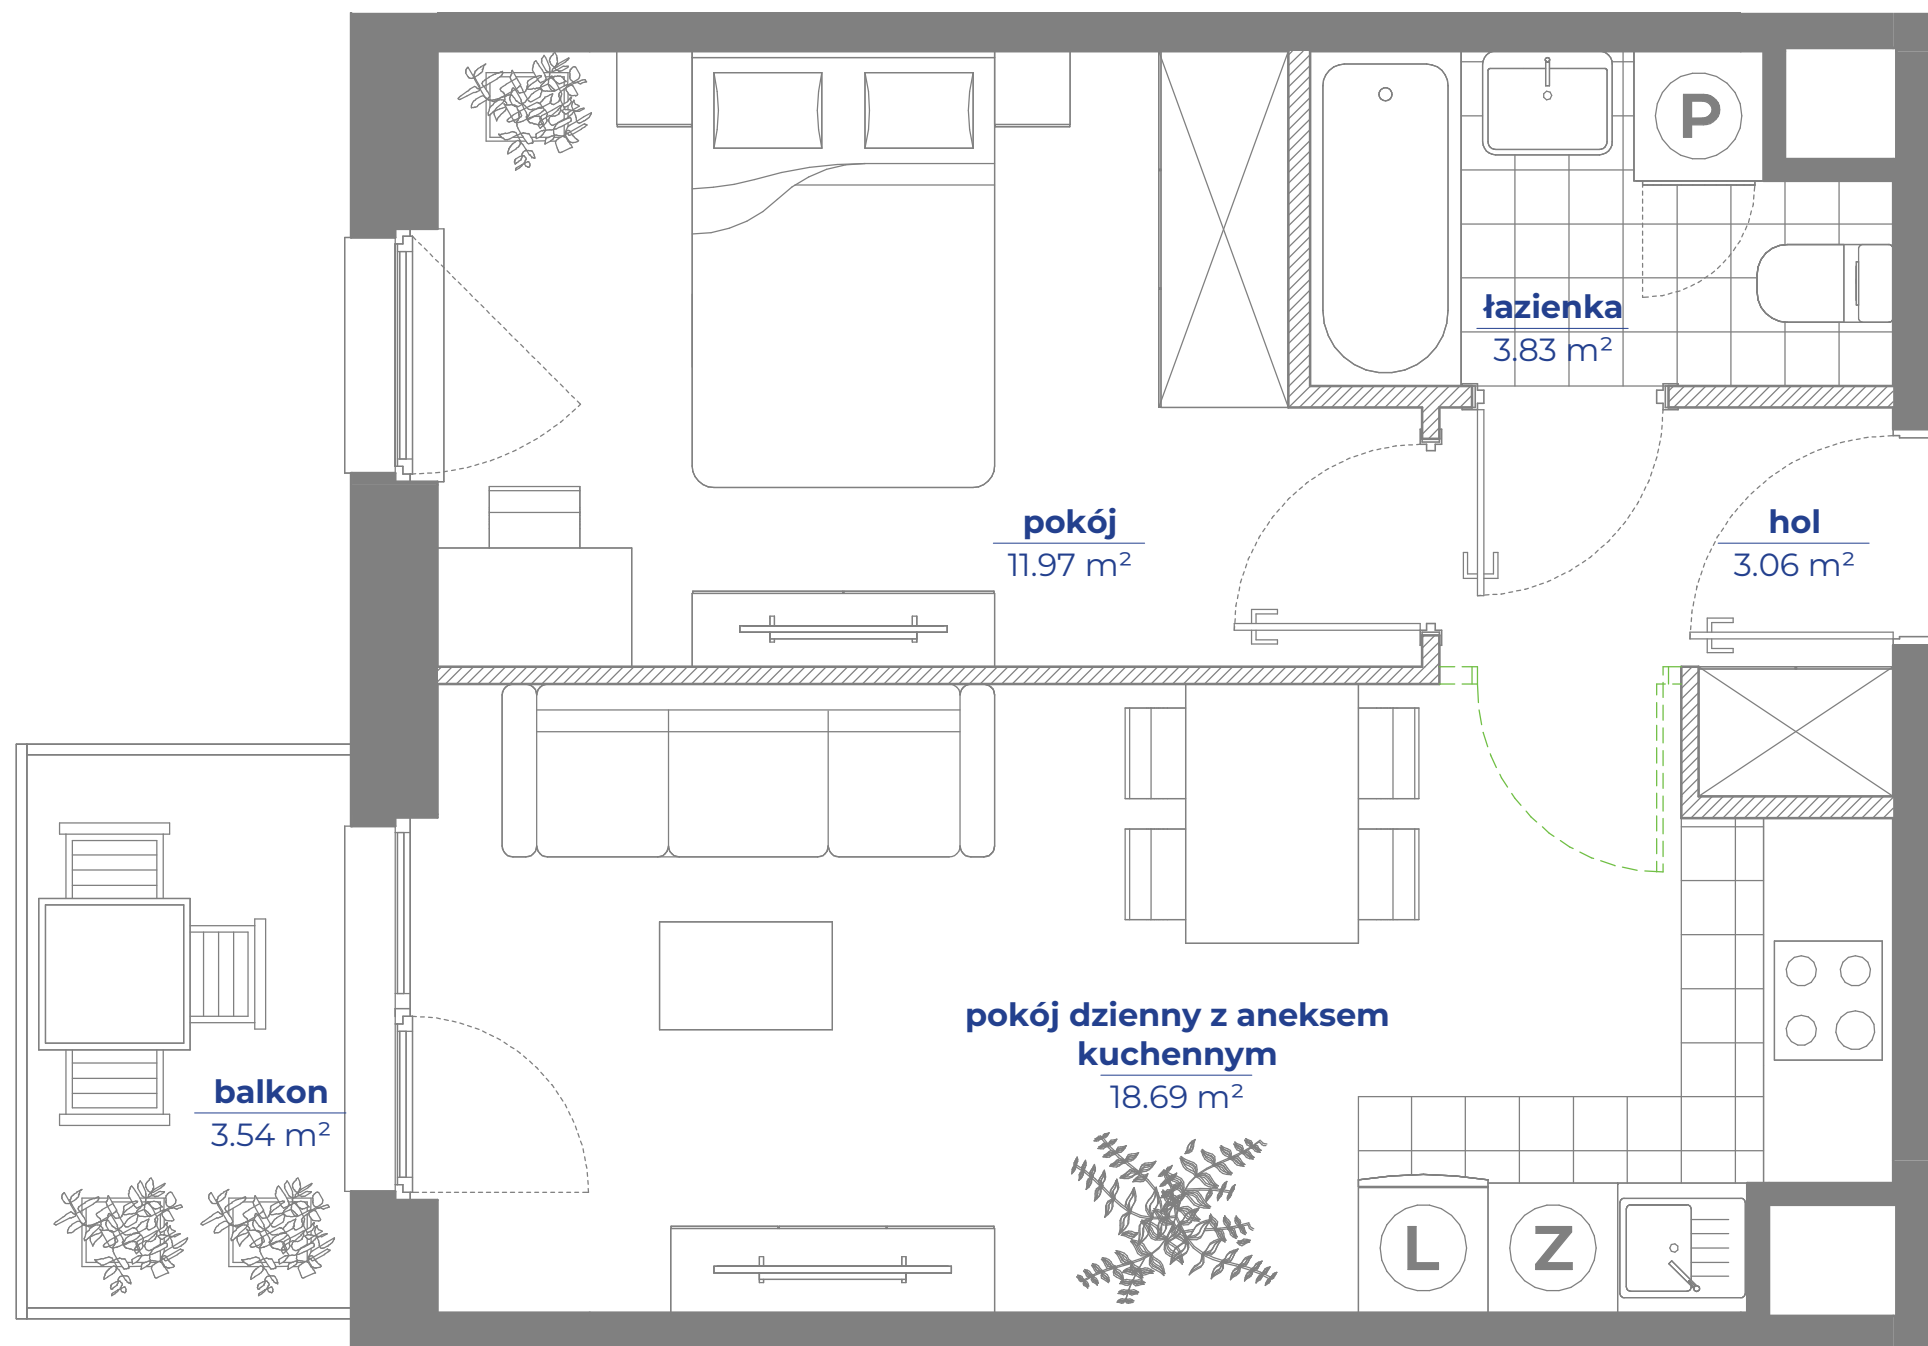 P
łazienka
3.83 m²
pokój
11.97 m²
hol
3.06 m²
pokój dzienny z aneksem
kuchennym
18.69 m²
balkon
3.54 m²
L
Z